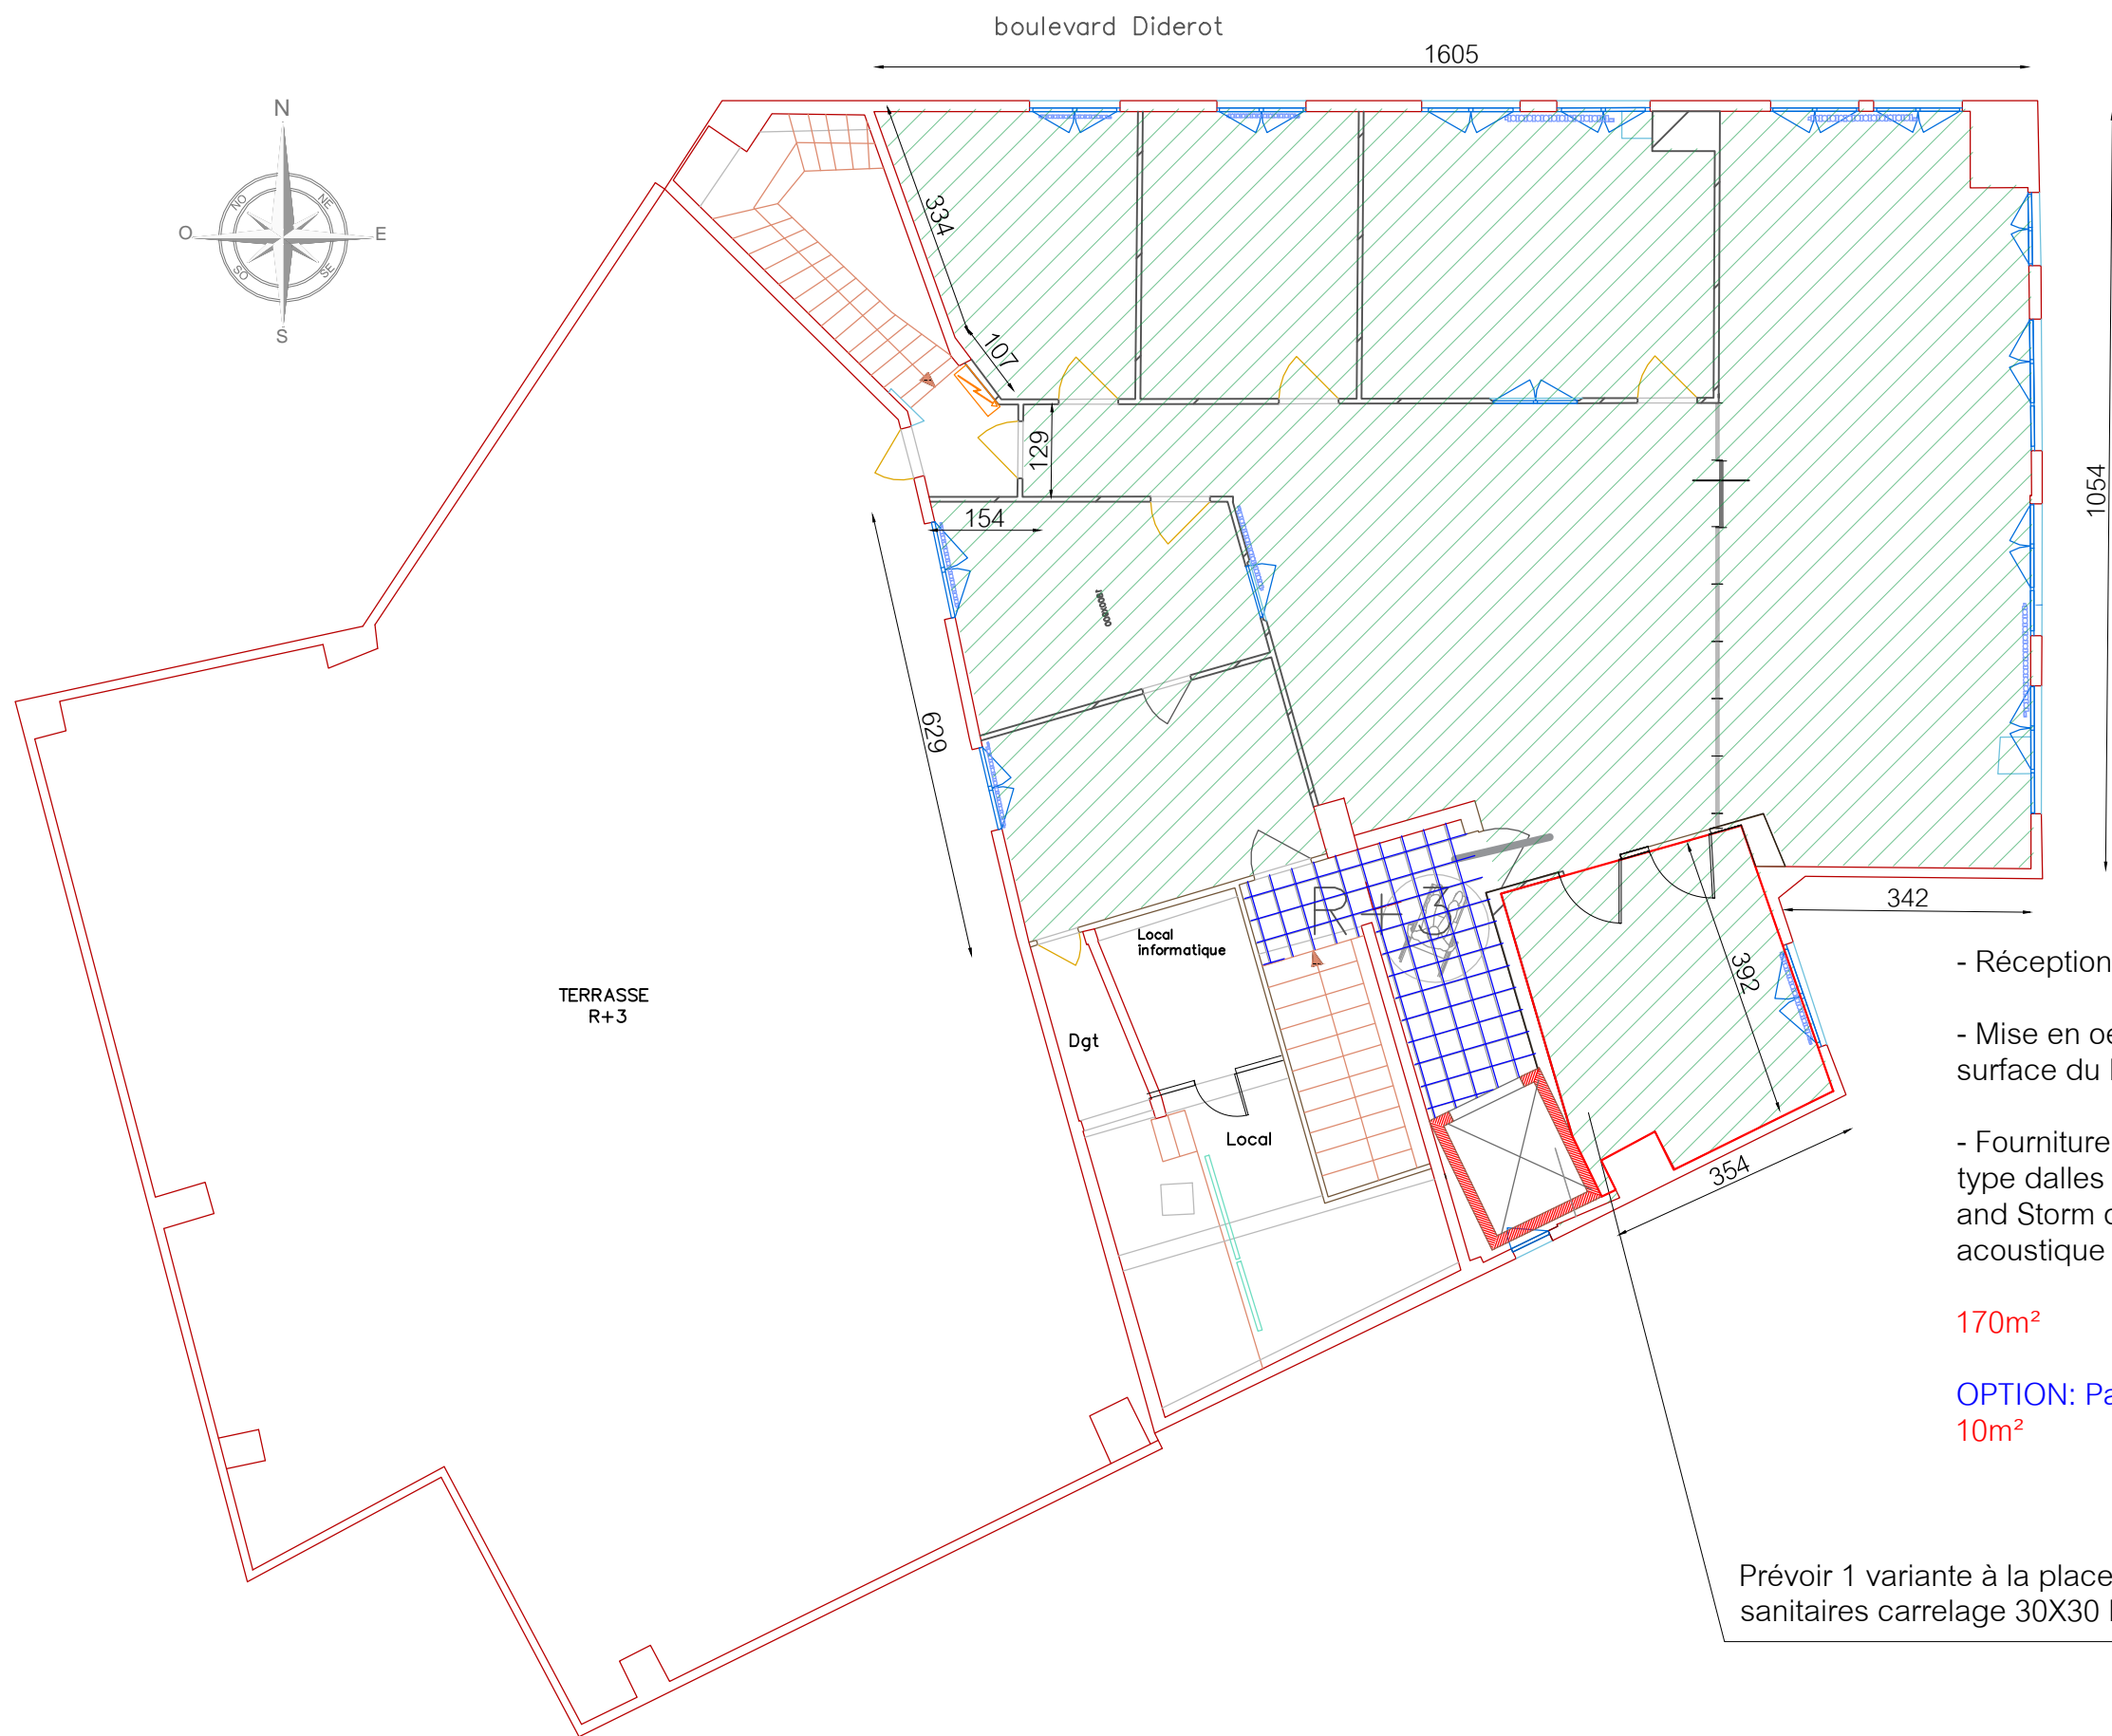 boulevard Diderot
1605
N
NO
NE
O
E
SO
SE
S
334
107
129
154
1054
1800X800
629
R+3
342
392
354
Local
informatique
TERRASSE
R+3
Dgt
Local
- Réception
- Mise en oe
surface du
- Fourniture
type dalles
and Storm
acoustique
170m²
OPTION: Pa
10m²
Prévoir 1 variante à la place
sanitaires carrelage 30X30